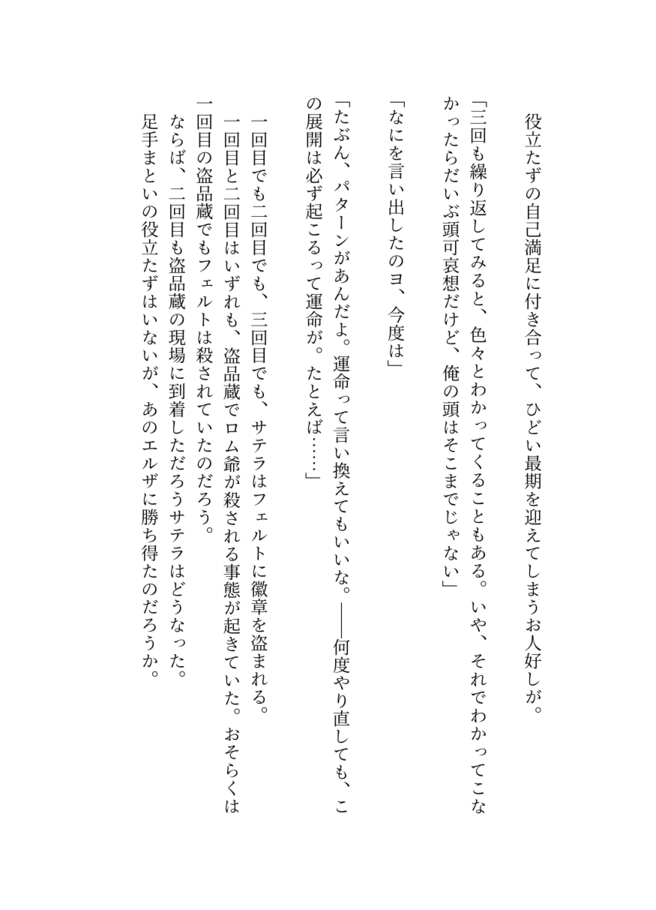 役立たずの自己満足に付き合って、ひどい最期を迎えてしまうお人好しが。
「三回も繰り返してみると、色々とわかってくることもある。いや、それでわかってこな
かったらだいぶ頭可哀想だけど、俺の頭はそこまでじゃない」
「なにを言い出したのヨ、今度は」
「たぶん、パターンがあんだよ。運命って言い換えてもいいな。――何度やり直しても、こ
の展開は必ず起こるって運命が。たとえば……」
一回目でも二回目でも、三回目でも、サテラはフェルトに徽章を盗まれる。
一回目と二回目はいずれも、盗品蔵でロム爺が殺される事態が起きていた。おそらくは
一回目の盗品蔵でもフェルトは殺されていたのだろう。
ならば、二回目も盗品蔵の現場に到着しただろうサテラはどうなった。
足手まといの役立たずはいないが、あのエルザに勝ち得たのだろうか。